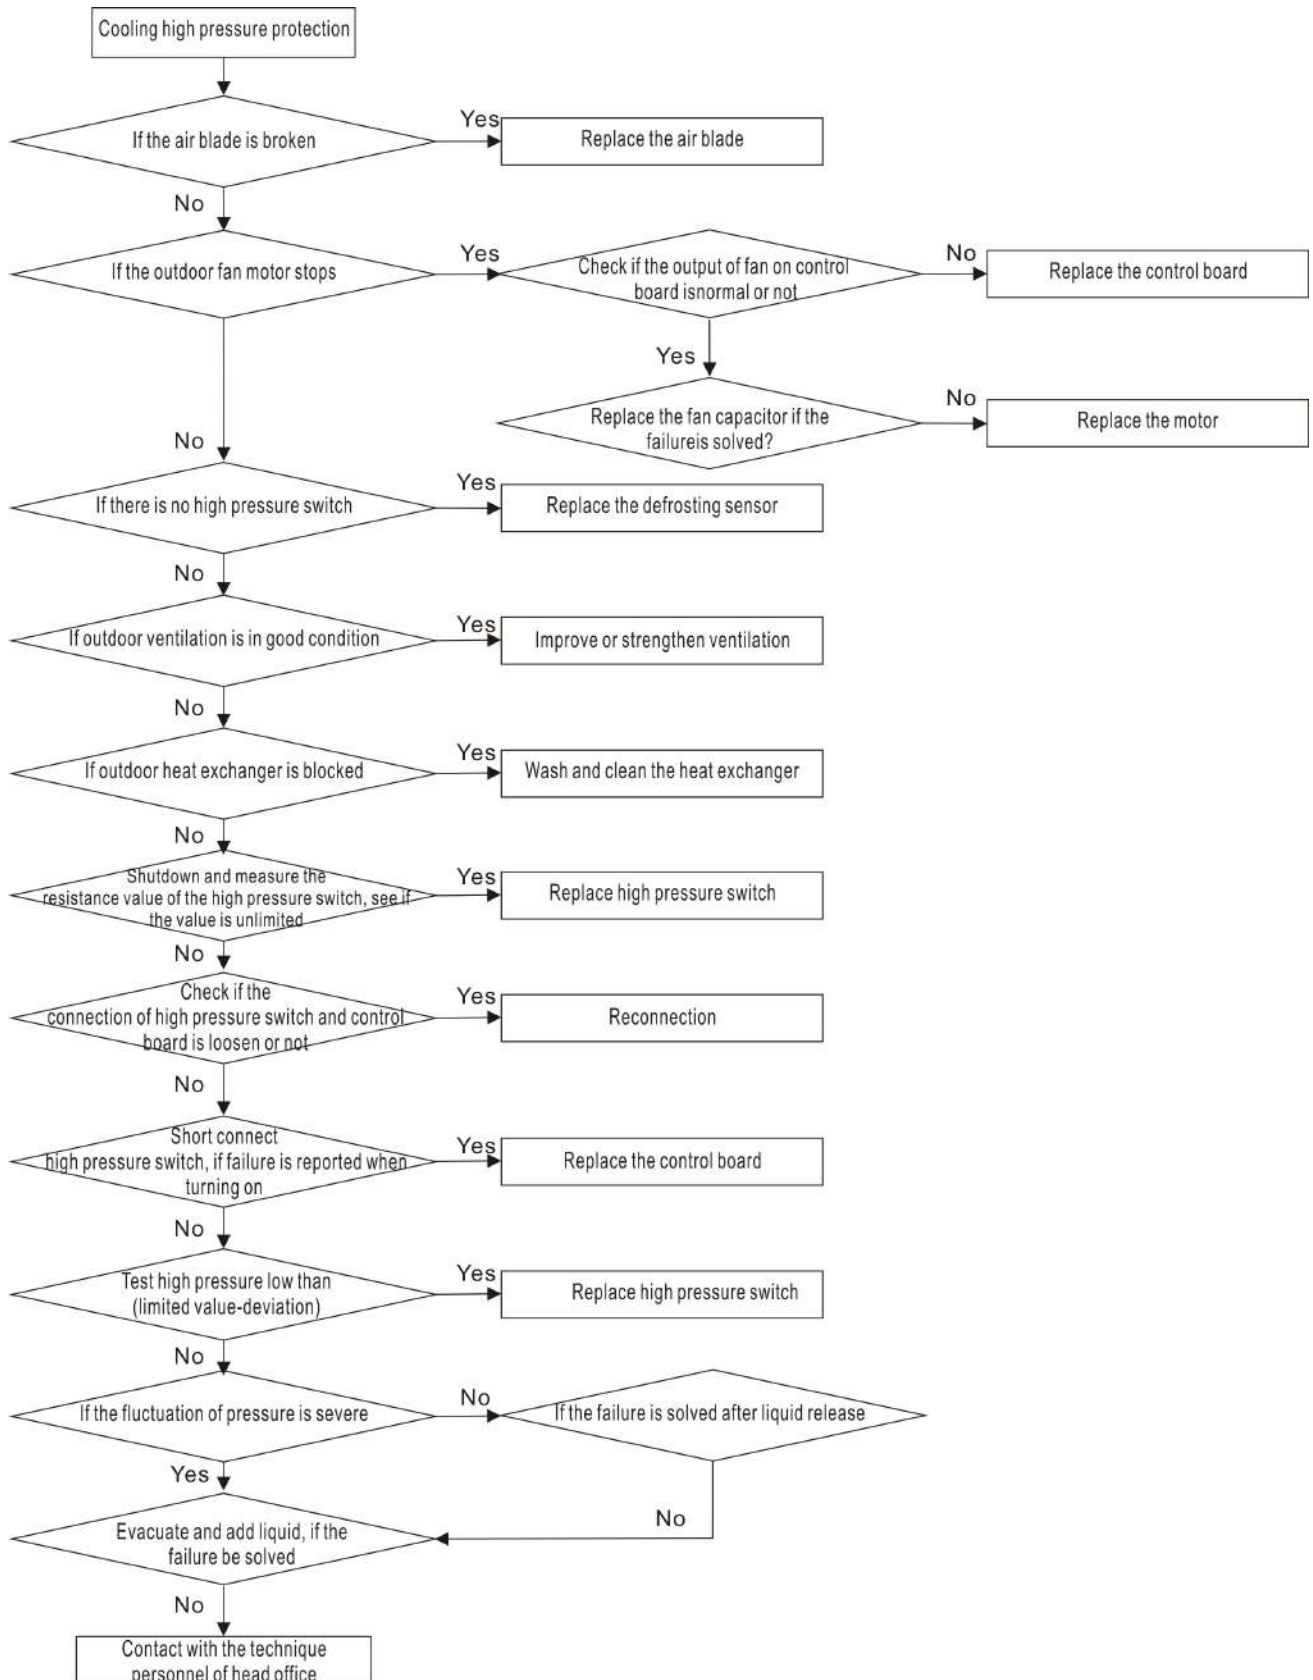 Cooling high pressure protection
If the air blade is broken
Yes
Replace the air blade
No
If the outdoor fan motor stops
Yes
Check if the output of fan on control
board isnormal or not
No
Replace the control board
Yes
Replace the fan capacitor if the
failureis solved?
No
Replace the motor
No
If there is no high pressure switch
Yes
Replace the defrosting sensor
No
If outdoor ventilation is in good condition
Yes
Improve or strengthen ventilation
No
If outdoor heat exchanger is blocked
Yes
Wash and clean the heat exchanger
No
Shutdown and measure the
resistance value of the high pressure switch, see if
the value is unlimited
Yes
Replace high pressure switch
No
Check if the
connection of high pressure switch and control
board is loosen or not
Yes
Reconnection
No
Short connect
high pressure switch, if failure is reported when
turning on
Yes
Replace the control board
No
Test high pressure low than
(limited value-deviation)
Yes
Replace high pressure switch
No
If the fluctuation of pressure is severe
No
If the failure is solved after liquid release
Yes
No
Evacuate and add liquid, if the
failure be solved
No
Contact with the technique
personnel of head office